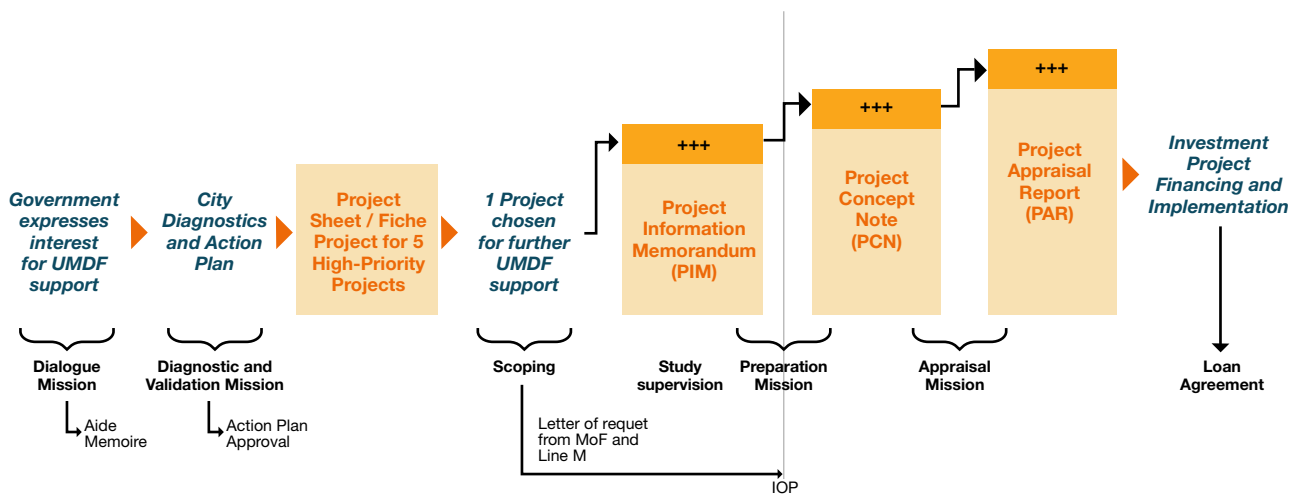 Government
expresses
interest
for UMDF
support
City
Diagnostics
and Action
Plan
Project
Sheet / Fiche
Project for 5
High-Priority
Projects
1 Project
chosen
for further
UMDF
support
+++
Project
Information
Memorandum
(PIM)
+++
Project
Concept
Note
(PCN)
+++
Project
Appraisal
Report
(PAR)
Investment
Project
Financing and
Implementation
Dialogue
Mission
Diagnostic and
Validation Mission
Scoping
Study
supervision
Preparation
Mission
Appraisal
Mission
Loan
Agreement
Aide
Memoire
Action Plan
Approval
Letter of requet
from MoF and
Line M
IOP